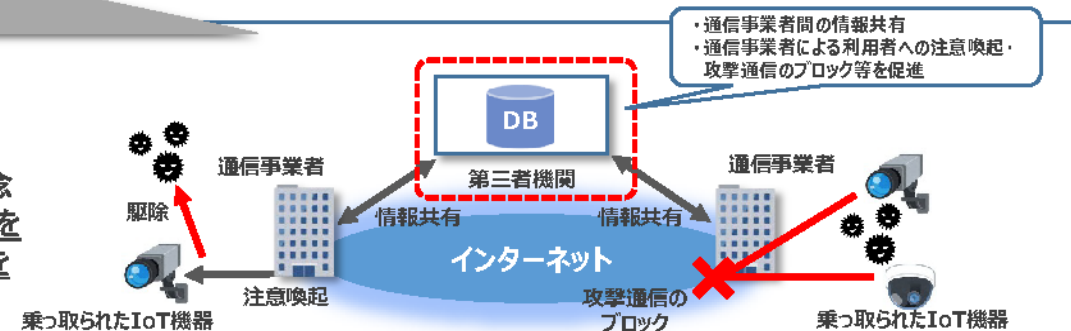 ・通信事業者間の情報共有
・通信事業者による利用者への注意喚起・
攻撃通信のブロック等を促進
DB
第三者機関
通信事業者
通信事業者
駆除
念
を
を
情報共有
情報共有
インターネット
注意喚起
攻撃通信の
ブロック
乗っ取られたIoT機器
乗っ取られたIoT機器